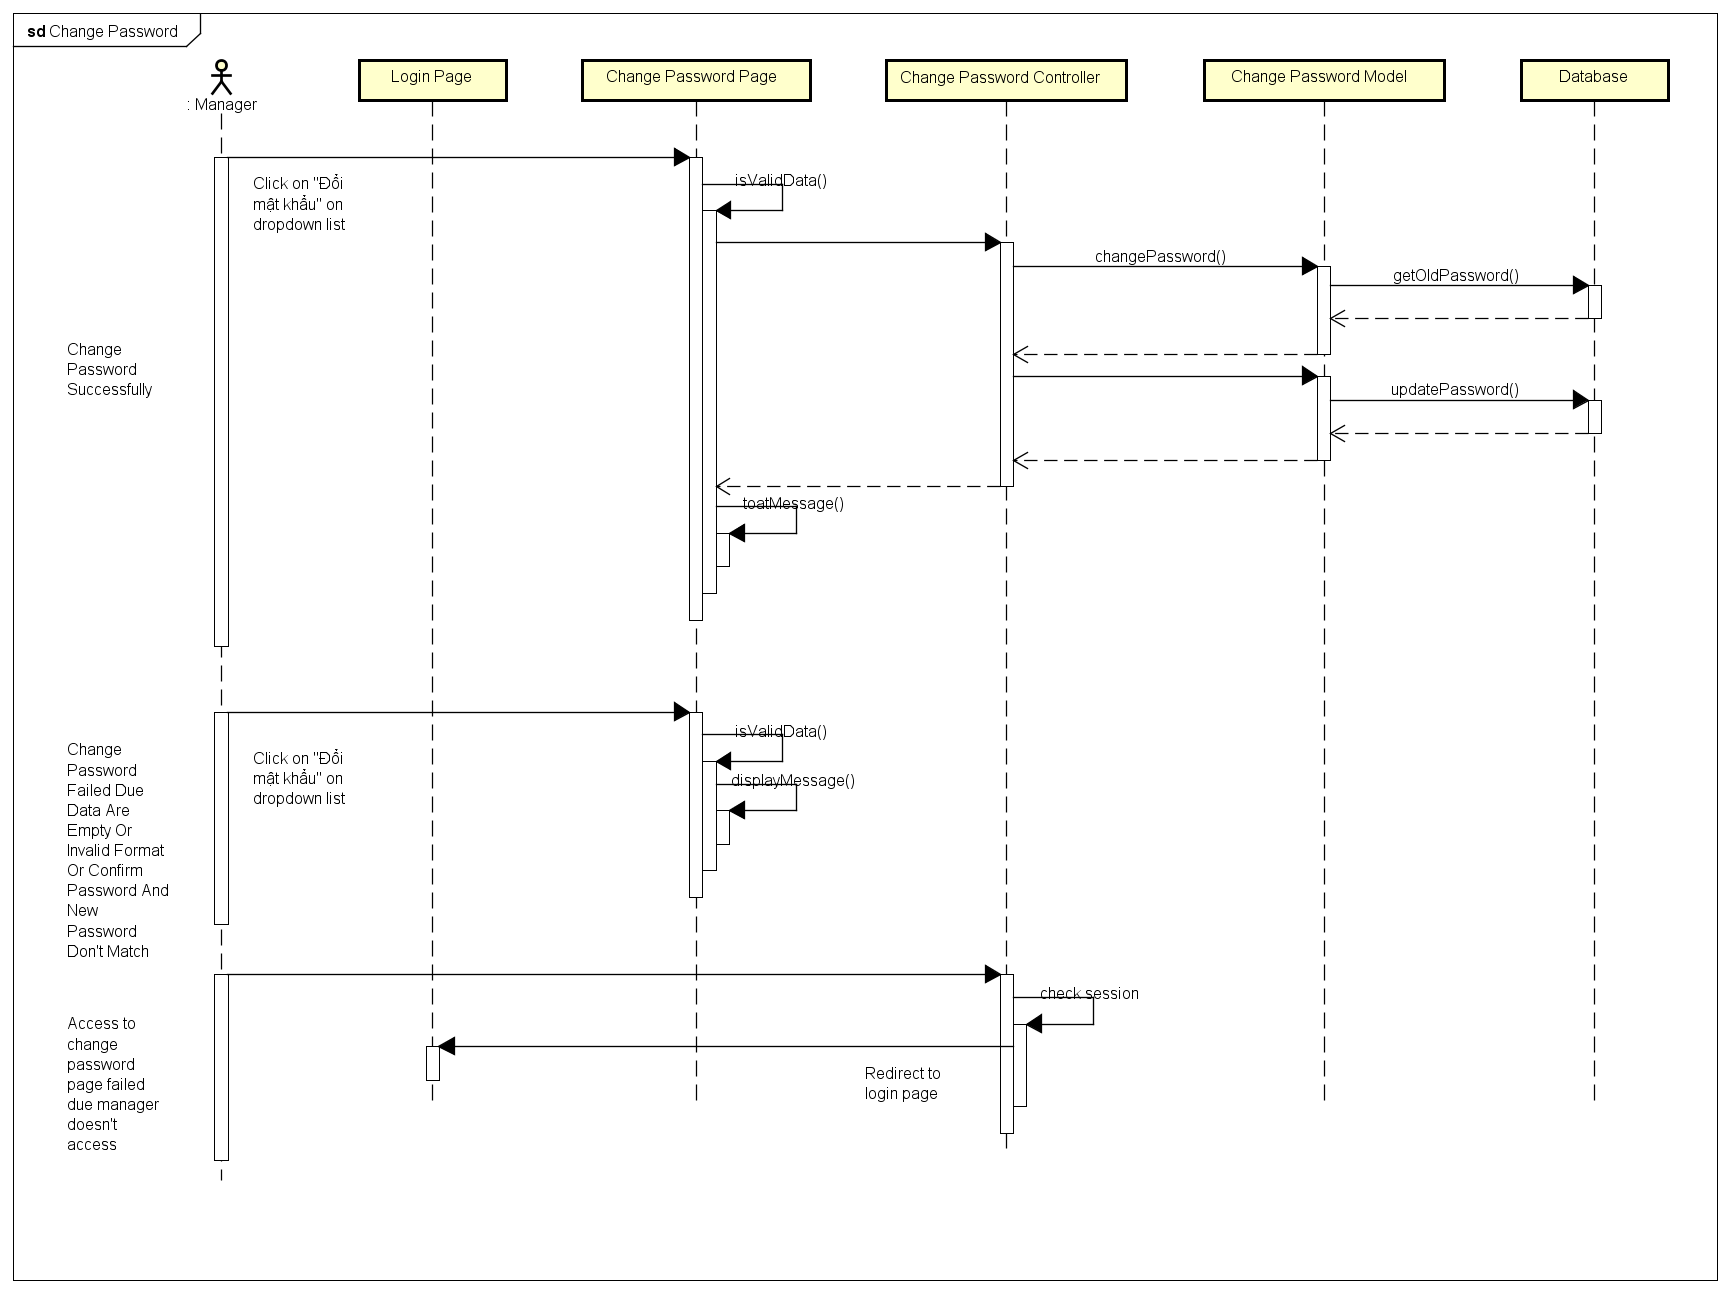 sd Change Password
: Manager
Login Page
Change Password Page
Change Password Controller
Change Password Model
Database
Click on "Đổi
mật khẩu" on
dropdown list
isValidData()
changePassword()
getOldPassword()
Change
Password
Successfully
updatePassword()
toatMessage()
isValidData()
Change
Password
Failed Due
Data Are
Empty Or
Invalid Format
Or Confirm
Password And
New
Password
Don't Match
Click on "Đổi
mật khẩu" on
dropdown list
displayMessage()
check session
Access to
change
password
page failed
due manager
doesn't
access
Redirect to
login page